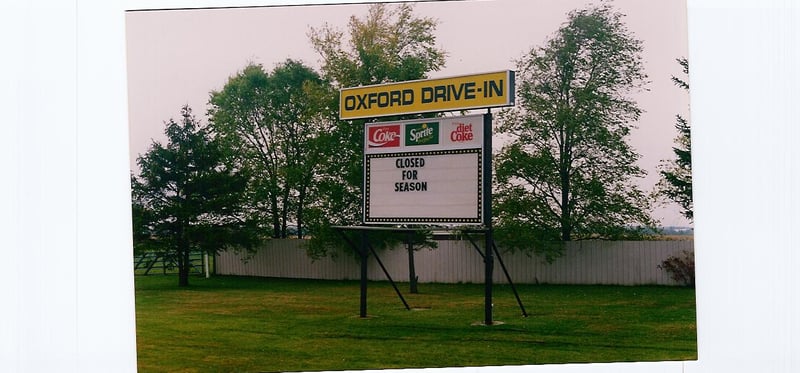 OXFORD DRIVE-IN
Coke
Sprite
diet
Coke
CLOSED
FOR
SEASON